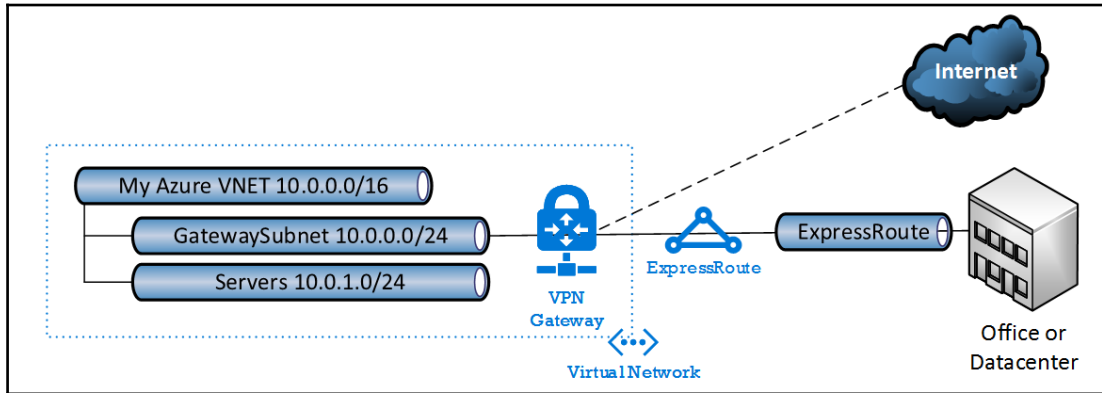 Internet
My Azure VNET 10.0.0.0/16
GatewaySubnet 10.0.0.0/24
Servers 10.0.1.0/24
VPN
Gateway
ExpressRoute
ExpressRoute
Office or
Datacenter
Virtual Network